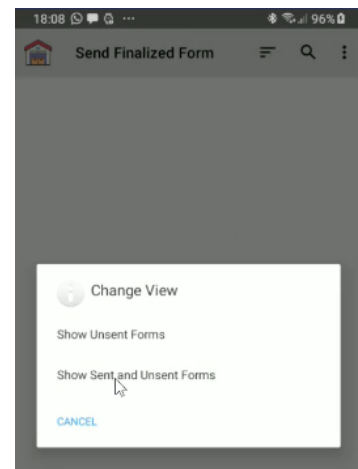 18:08 96%
Send Finalized Form
Change View
Show Unsent Forms
Show Sent and Unsent Forms
CANCEL